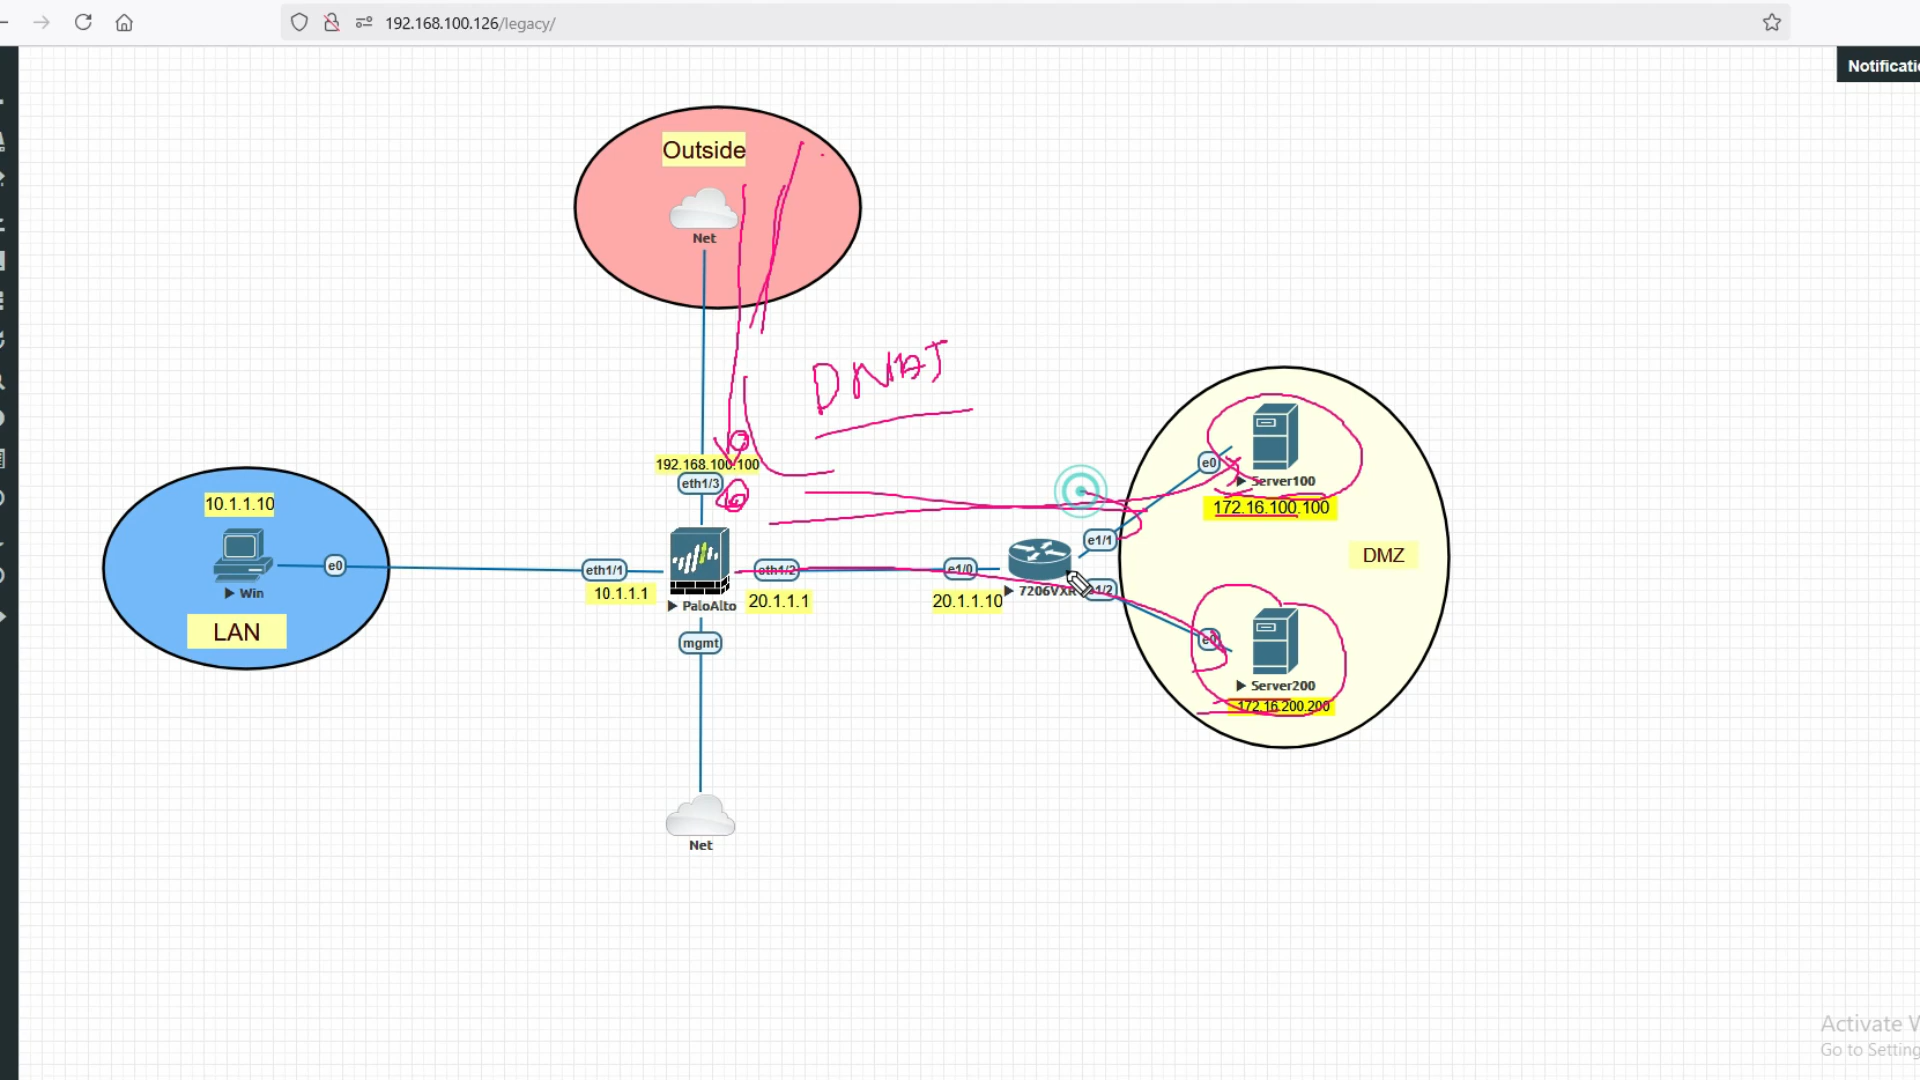 192.168.100.126/legacy/
Notificati
Outside
Net
DNAT
192.168.100.100
eth1/3
10.1.1.10
e0
Win
LAN
eth1/1
10.1.1.1
PaloAlto
eth1/2
20.1.1.1
mgmt
Net
e1/0
20.1.1.10
7206VXR
e1/1
e1/2
e0
Server100
172.16.100.100
DMZ
e0
Server200
172.16.200.200
Activate W
Go to Setting